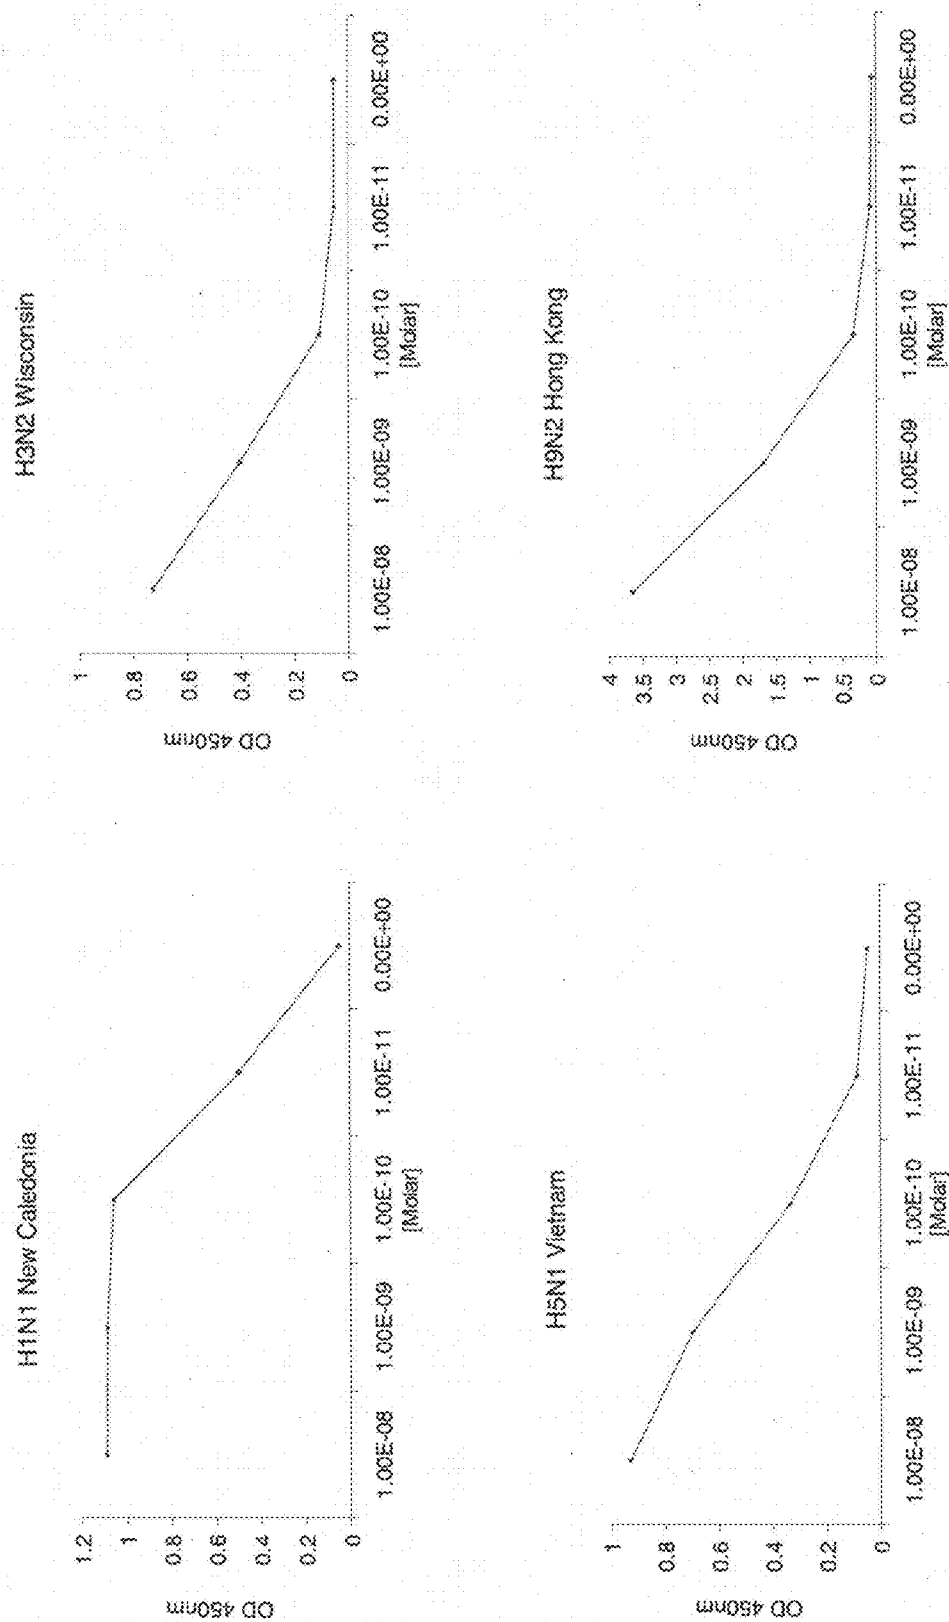 H1N1 New Caledonia
OD 450nm
1.2
1
0.8
0.6
0.4
0.2
0
1.00E-08 1.00E-09 1.00E-10 1.00E-11 0.00E+00
[Molar]
H3N2 Wisconsin
OD 450nm
1
0.8
0.6
0.4
0.2
0
1.00E-08 1.00E-09 1.00E-10 1.00E-11 0.00E+00
[Molar]
H5N1 Vietnam
OD 450nm
1
0.8
0.6
0.4
0.2
0
1.00E-08 1.00E-09 1.00E-10 1.00E-11 0.00E+00
[Molar]
H9N2 Hong Kong
OD 450nm
4
3.5
3
2.5
2
1.5
1
0.5
0
1.00E-08 1.00E-09 1.00E-10 1.00E-11 0.00E+00
[Molar]